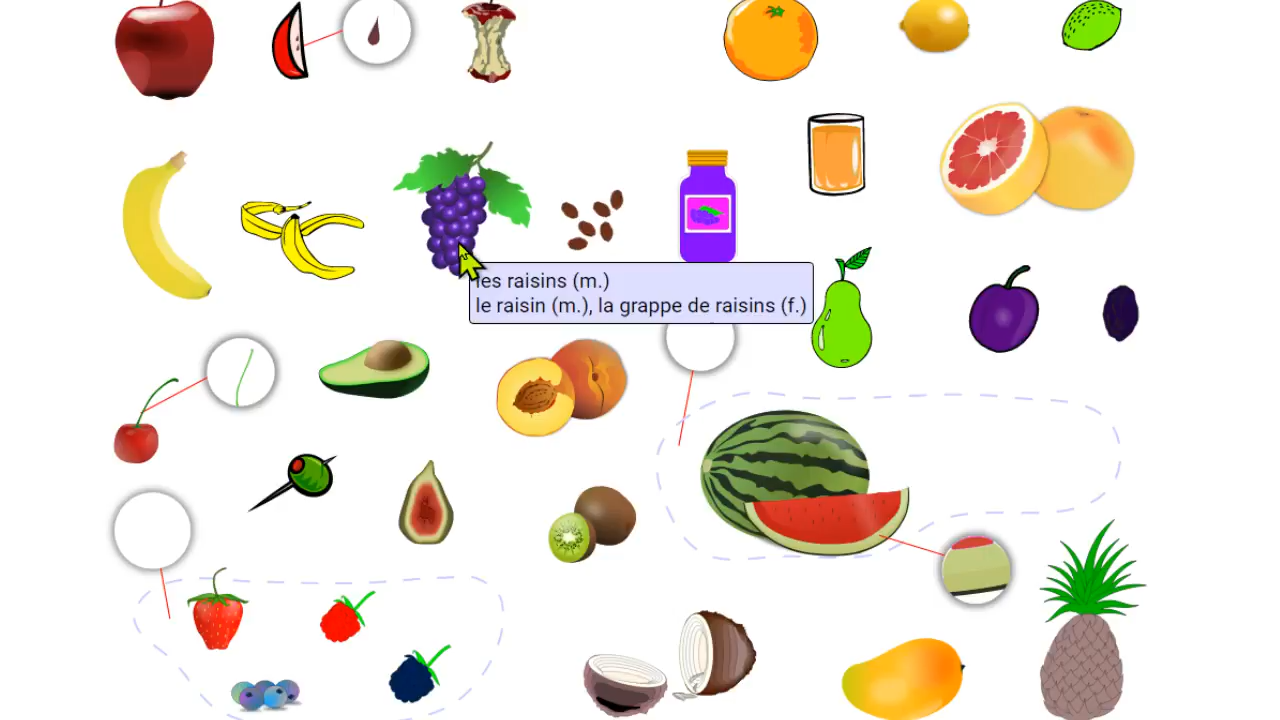 les raisins (m.)
le raisin (m.), la grappe de raisins (f.)